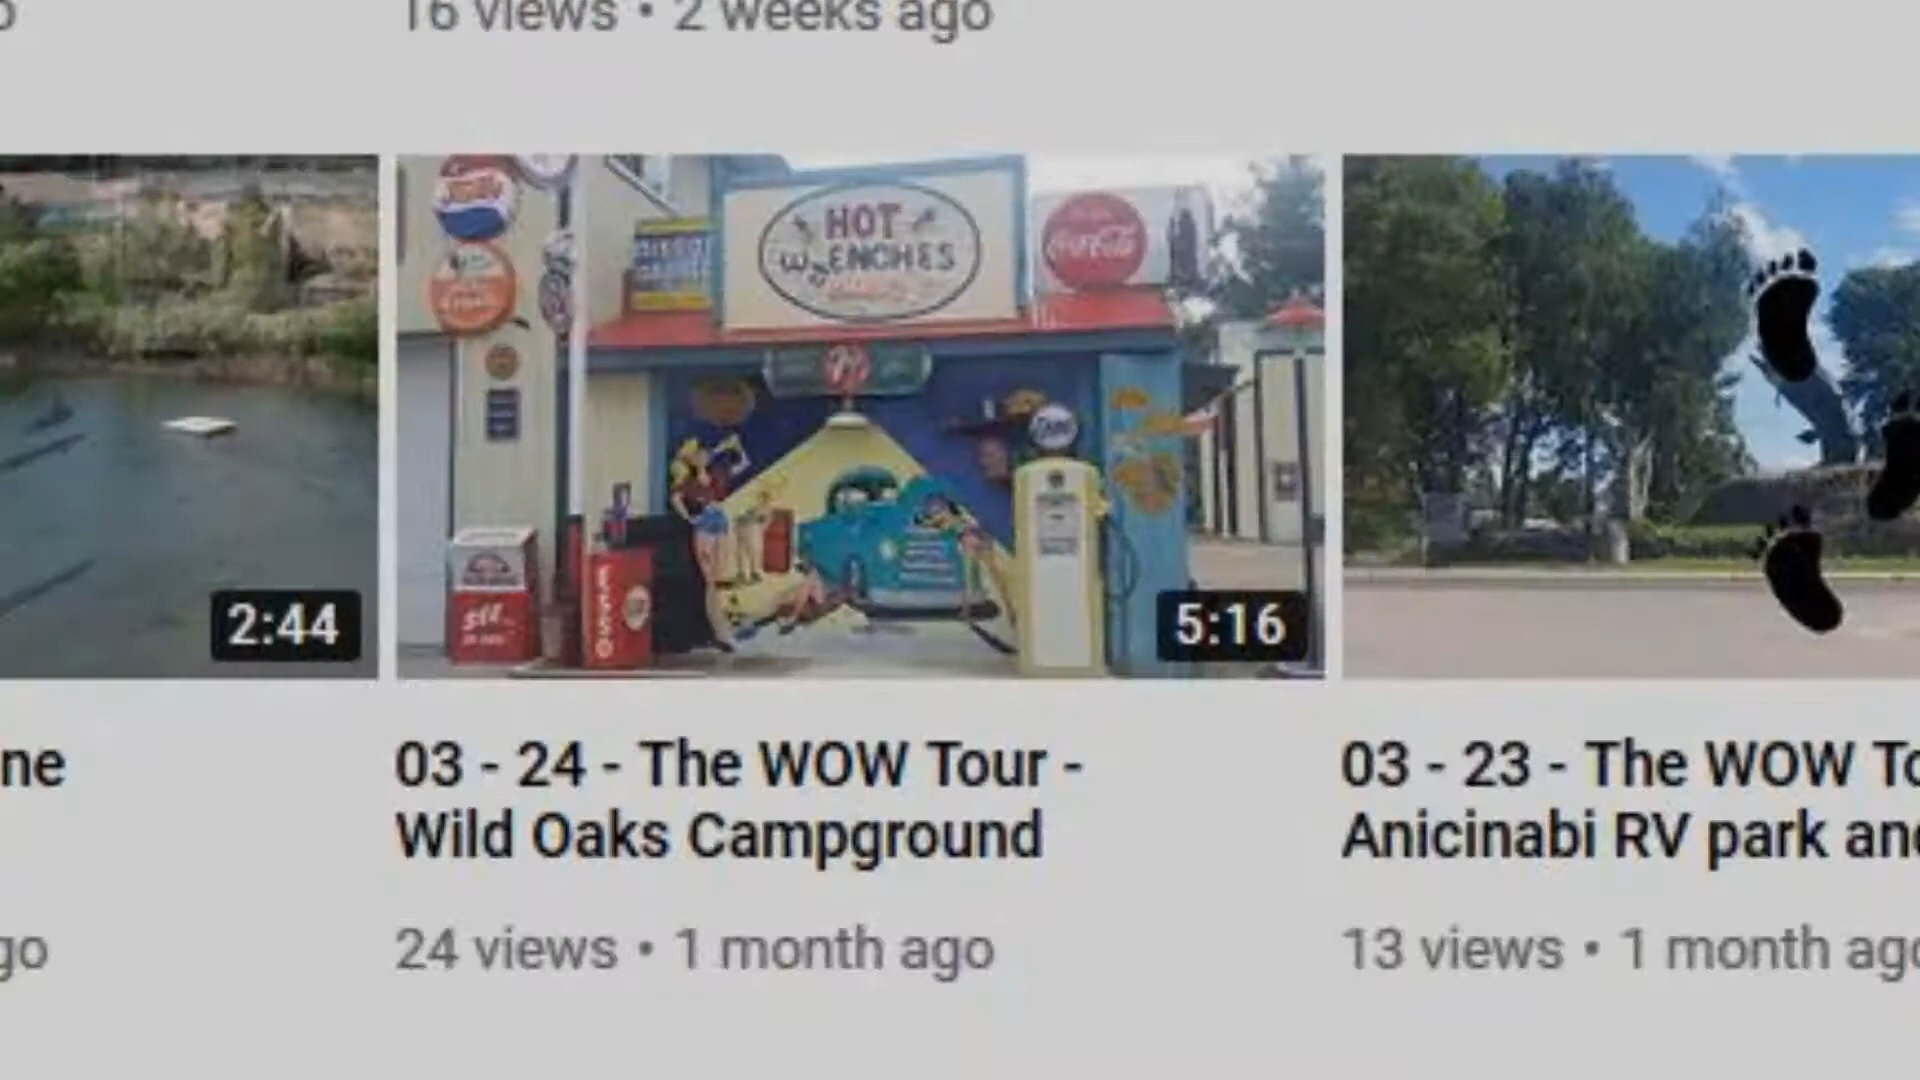 16 views • 2 weeks ago
HOT
WRENCHES
Coca-Cola
2:44
5:16
ne
03 - 24 - The WOW Tour -
Wild Oaks Campground
03 - 23 - The WOW To
Anicinabi RV park an
go
24 views • 1 month ago
13 views • 1 month ago